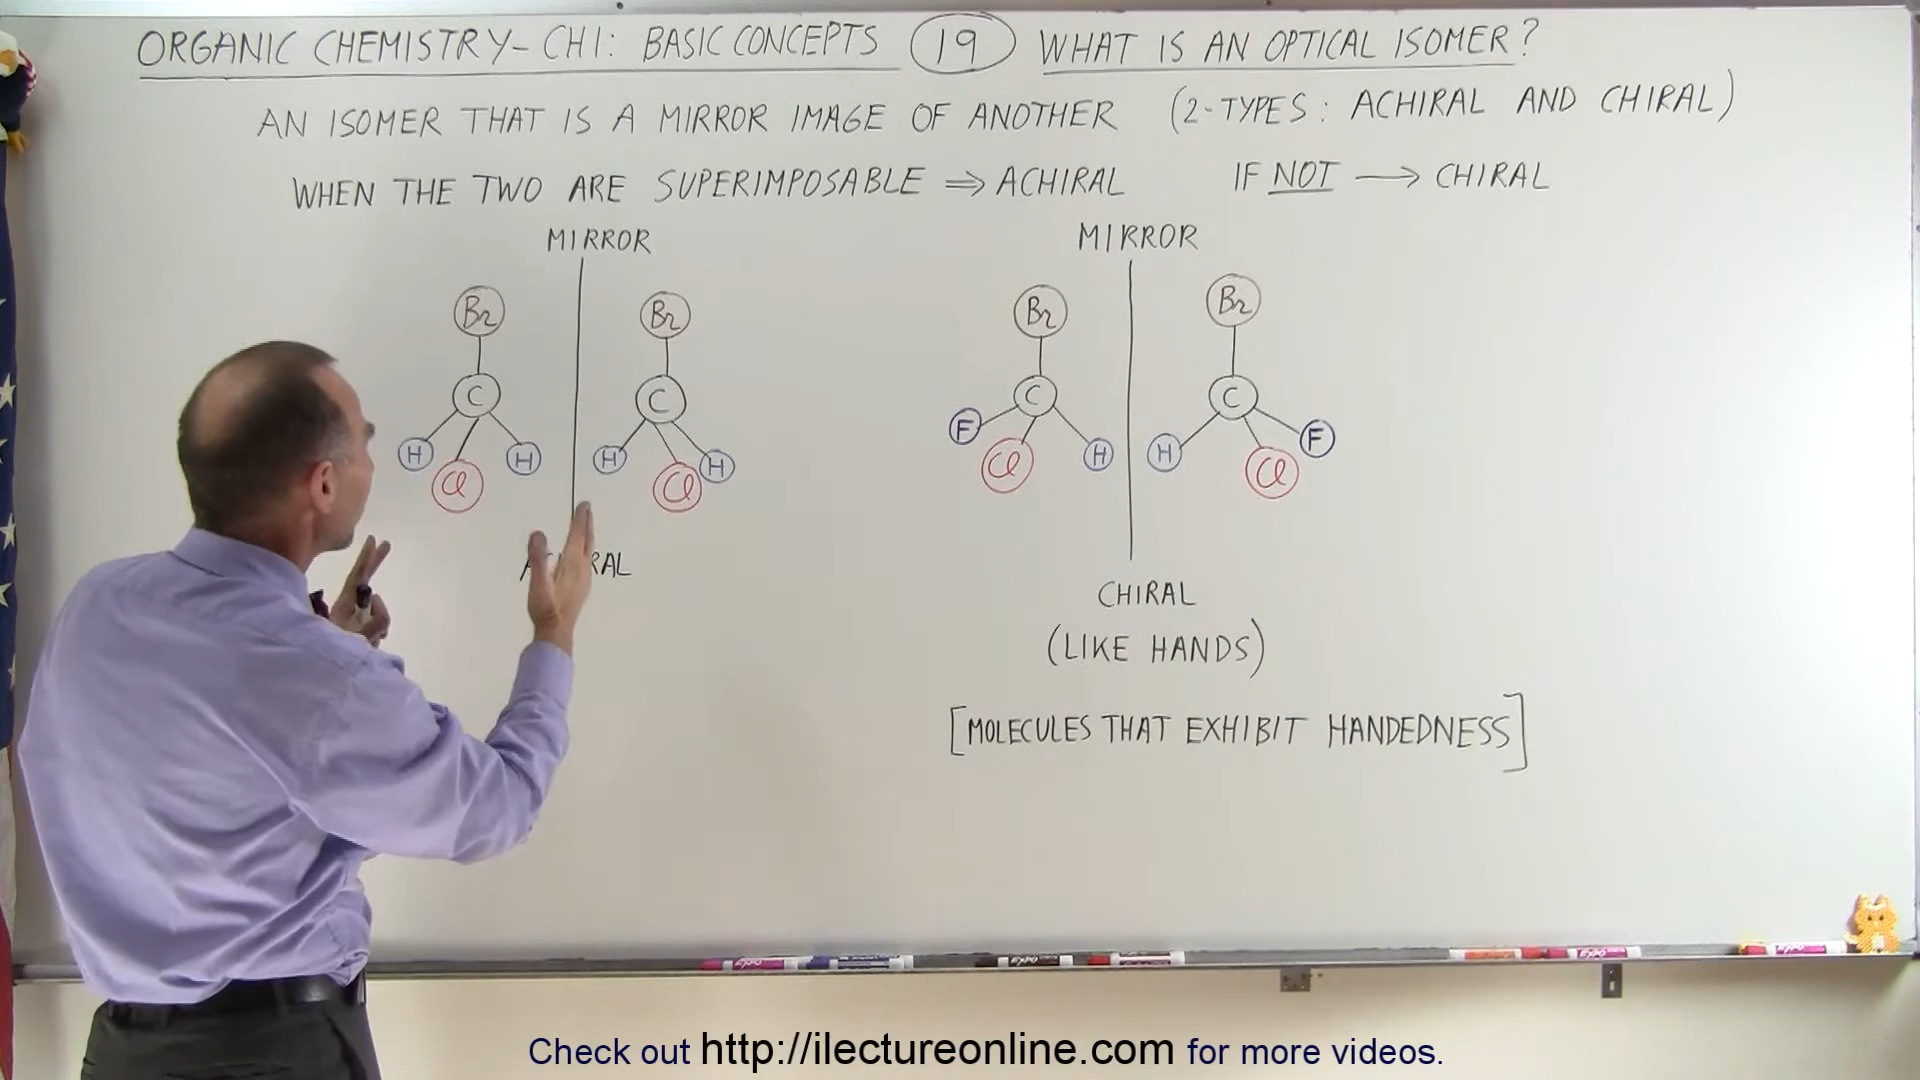 ORGANIC CHEMISTRY- CH1: BASIC CONCEPTS 19 WHAT IS AN OPTICAL ISOMER?
AN ISOMER THAT IS A MIRROR IMAGE OF ANOTHER (2-TYPES: ACHIRAL AND CHIRAL)
WHEN THE TWO ARE SUPERIMPOSABLE ⇒ ACHIRAL IF NOT → CHIRAL
MIRROR MIRROR
Br Br Br Br
C C C C
H H H H F H H F
Cl Cl Cl Cl
CHIRAL
(LIKE HANDS)
[MOLECULES THAT EXHIBIT HANDEDNESS]
Check out http://ilectureonline.com for more videos.